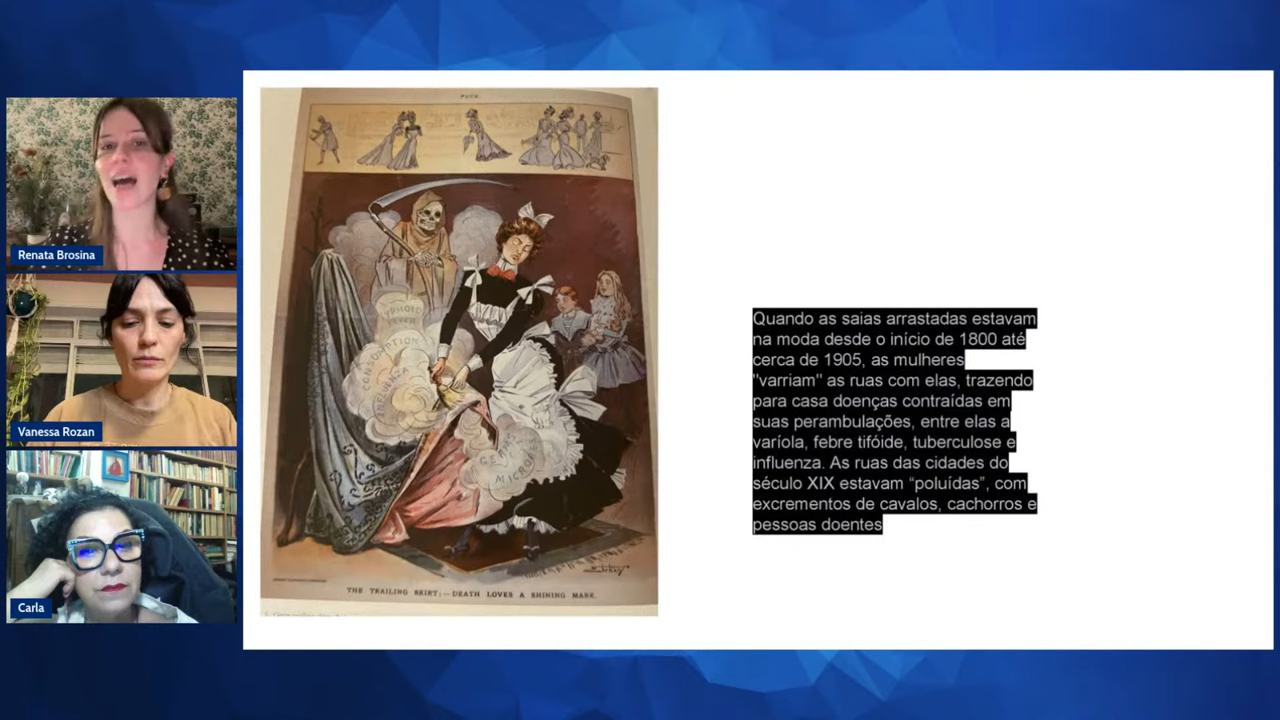 Renata Brosina
Vanessa Rozan
Carla
PUCK.
TYPHOID
FEVER
CONSUMPTION
INFLUENZA
GERMS
MICROBES
THE TRAILING SKIRT:—DEATH LOVES A SHINING MARK.
Quando as saias arrastadas estavam
na moda desde o início de 1800 até
cerca de 1905, as mulheres
"varriam" as ruas com elas, trazendo
para casa doenças contraídas em
suas perambulações, entre elas a
varíola, febre tifóide, tuberculose e
influenza. As ruas das cidades do
século XIX estavam “poluídas”, com
excrementos de cavalos, cachorros e
pessoas doentes